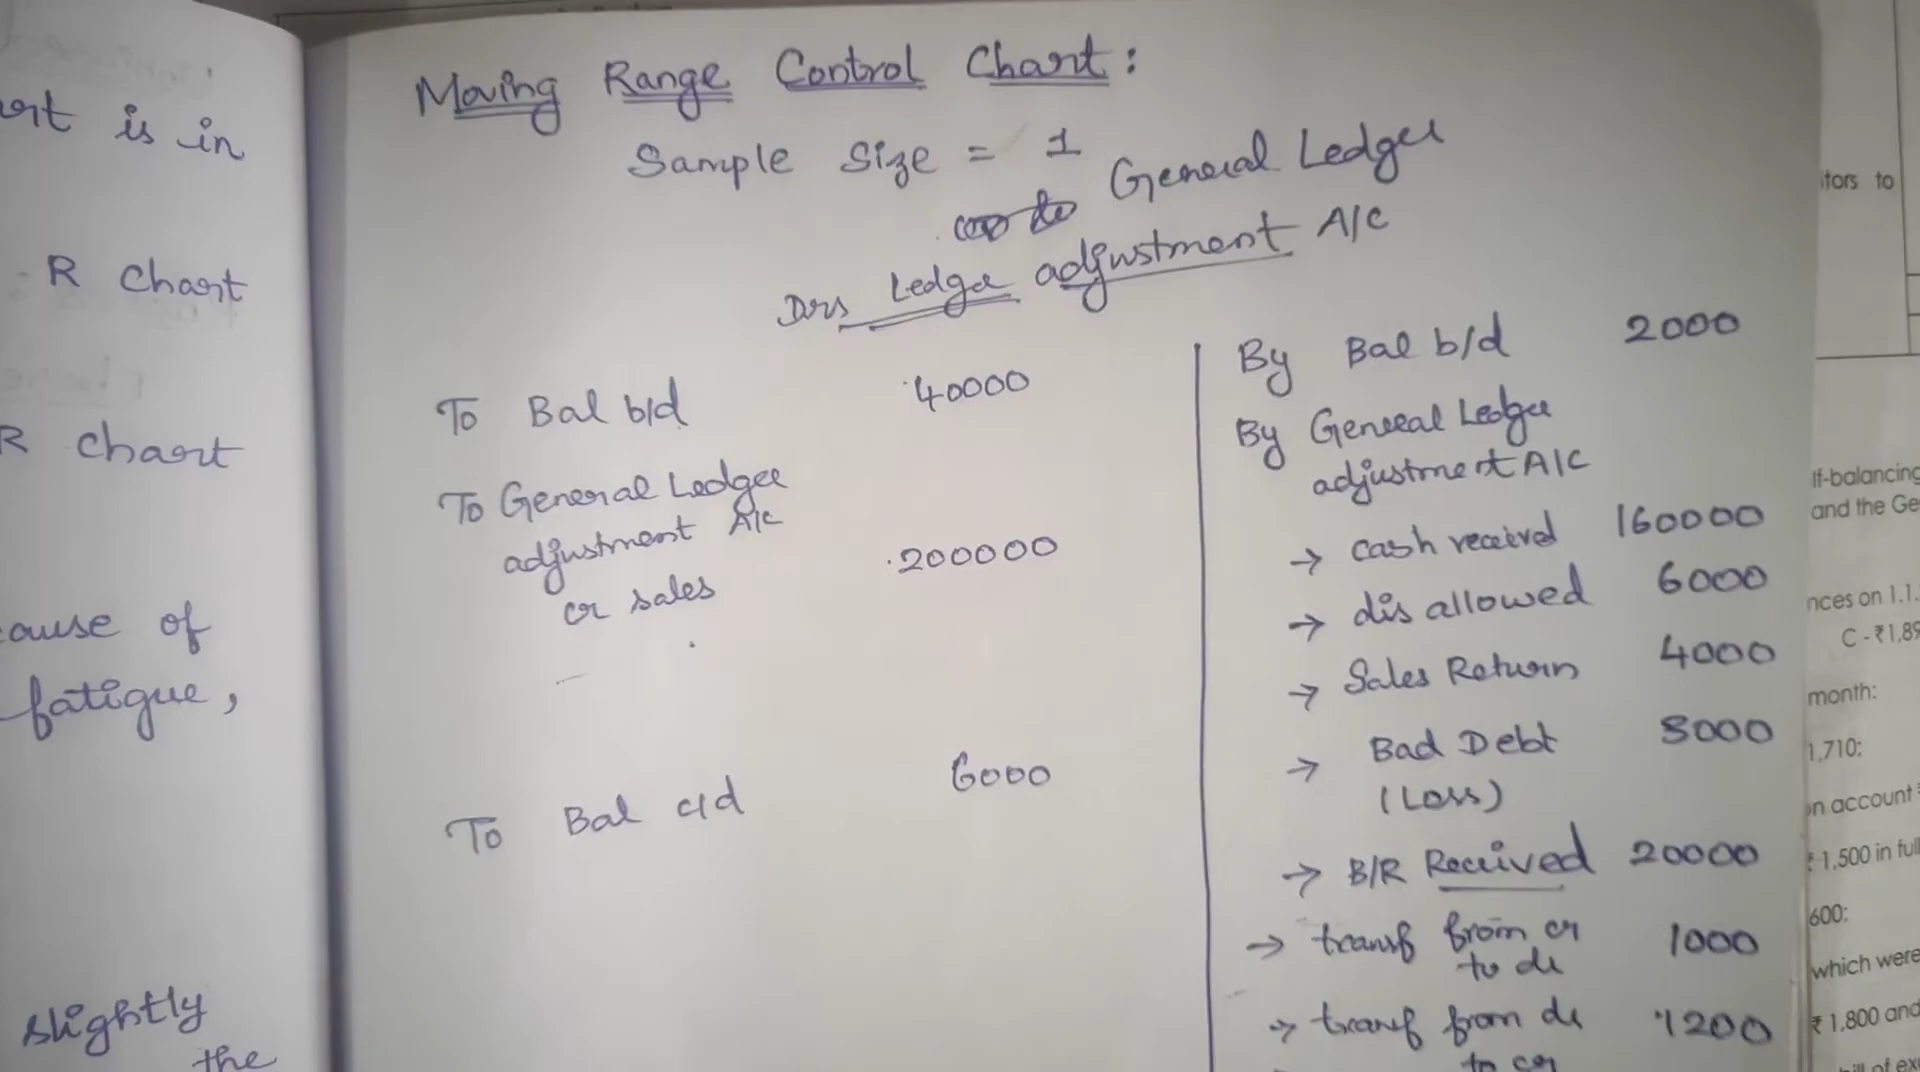 Moving Range Control Chart :
Sample Size = 1
General Ledger
Drs Ledger adjustment A/c
To Bal b/d 40000
To General Ledger
adjustment A/c
cr sales 200000
To Bal c/d 6000
By Bal b/d 2000
By General Ledger
adjustment A/c
→ cash received 160000
→ dis allowed 6000
→ Sales Return 4000
→ Bad Debt
(Loss)
→ B/R Received 20000
→ transf from cr 1000
to dr
→ transf from dr 1200
to cr
is in
R Chart
R chart
of
fatigue,
slightly
the
tors to
lf-balancing
and the Ge
nces on 1.1.
C - ₹1,89
month:
1,710;
on account
₹1,500 in full
600;
which were
₹ 1,800 and